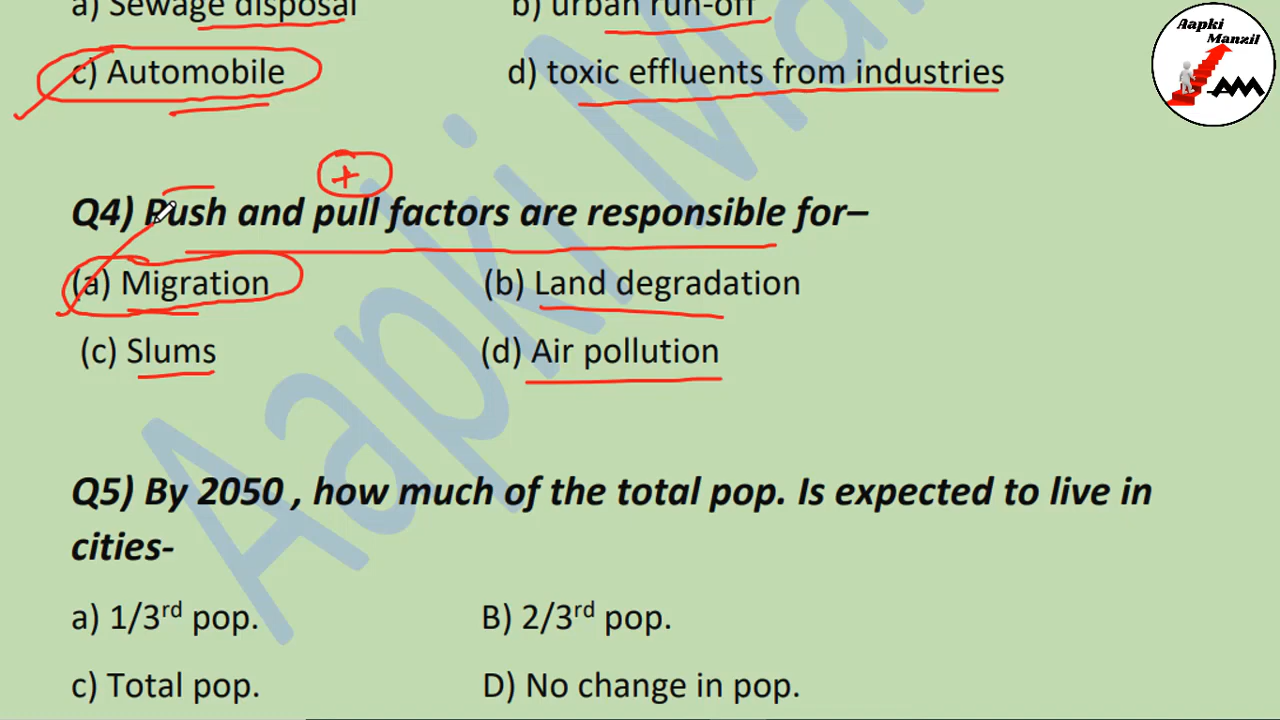 a) Sewage disposal b) urban run-off
c) Automobile d) toxic effluents from industries
Aapki
Manzil
AM
+
Q4) Push and pull factors are responsible for–
(a) Migration (b) Land degradation
(c) Slums (d) Air pollution
Q5) By 2050 , how much of the total pop. Is expected to live in
cities-
a) 1/3rd pop. B) 2/3rd pop.
c) Total pop. D) No change in pop.
Aapki Ma